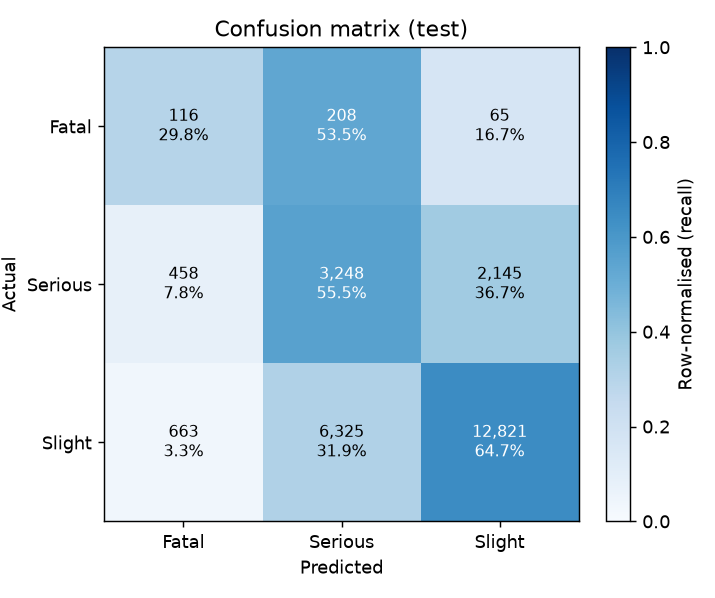 Confusion matrix (test)
Actual
Fatal
116
29.8%
208
53.5%
65
16.7%
Serious
458
7.8%
3,248
55.5%
2,145
36.7%
Slight
663
3.3%
6,325
31.9%
12,821
64.7%
Fatal
Serious
Slight
Predicted
1.0
0.8
0.6
0.4
0.2
0.0
Row-normalised (recall)